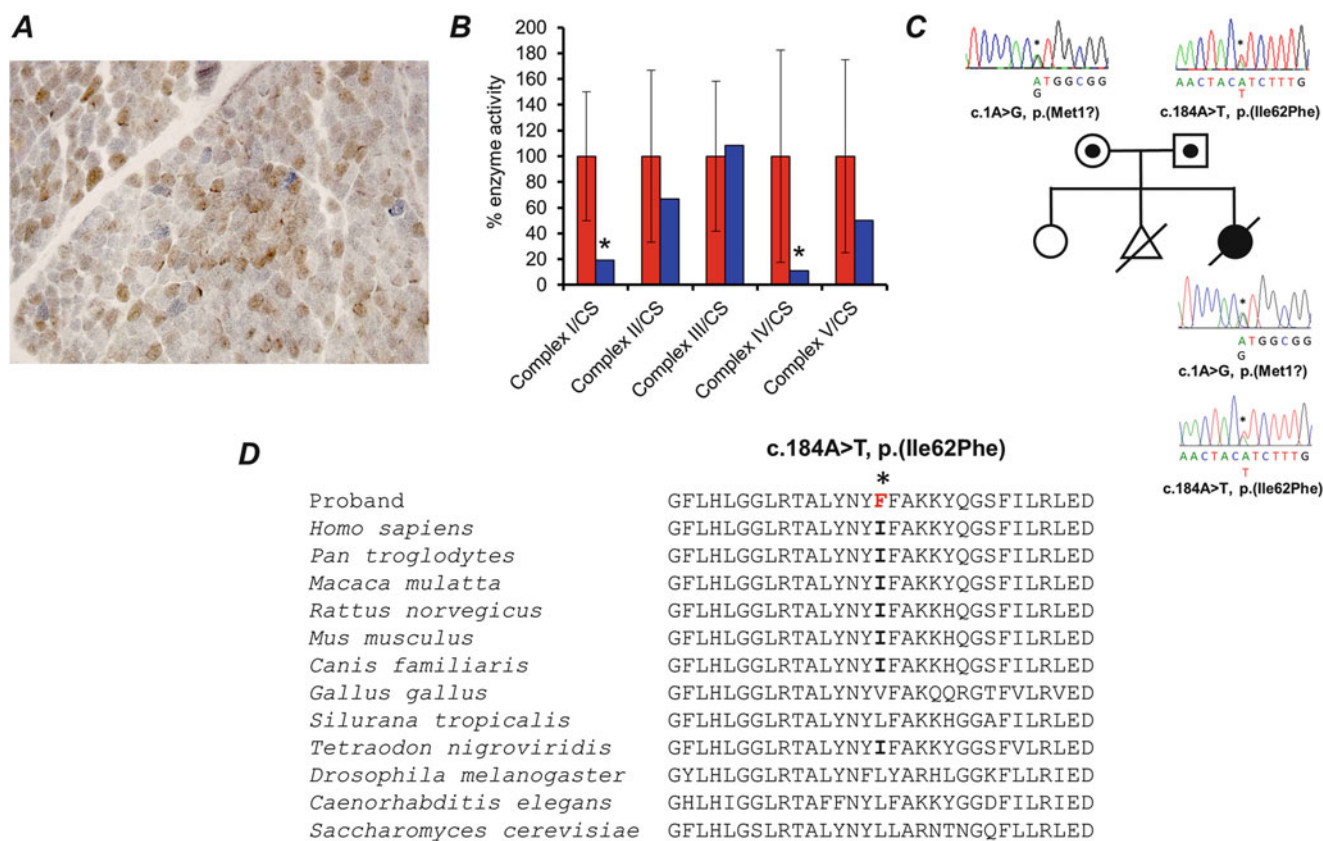 A
B
200
180
160
140
120
100
80
60
40
20
0
% enzyme activity
*
*
Complex I/CS
Complex II/CS
Complex III/CS
Complex IV/CS
Complex V/CS
C
*
A T G G C G G
G
c.1A>G, p.(Met1?)
*
A A C T A C A T C T T T G
T
c.184A>T, p.(Ile62Phe)
*
A T G G C G G
G
c.1A>G, p.(Met1?)
*
A A C T A C A T C T T T G
T
c.184A>T, p.(Ile62Phe)
D
c.184A>T, p.(Ile62Phe)
*
Proband GFLHLGGLRTALYNYFFAKKYQGSFILRLED
Homo sapiens GFLHLGGLRTALYNYIFAKKYQGSFILRLED
Pan troglodytes GFLHLGGLRTALYNYIFAKKYQGSFILRLED
Macaca mulatta GFLHLGGLRTALYNYIFAKKYQGSFILRLED
Rattus norvegicus GFLHLGGLRTALYNYIFAKKHQGSFILRLED
Mus musculus GFLHLGGLRTALYNYIFAKKHQGSFILRLED
Canis familiaris GFLHLGGLRTALYNYIFAKKHQGSFILRLED
Gallus gallus GFLHLGGLRTALYNYVFAKQQRGTFVLRVED
Silurana tropicalis GFLHLGGLRTALYNYLFAKKHGGAFILRLED
Tetraodon nigroviridis GFLHLGGLRTALYNYIFAKKYGGSFVLRLED
Drosophila melanogaster GYLHLGGLRTALYNFLYARHLGGKFLLRIED
Caenorhabditis elegans GHLHIGGLRTAFFNYLFAKKYGGDFILRIED
Saccharomyces cerevisiae GFLHLGSLRTALYNYLLARNTNGQFLLRLED